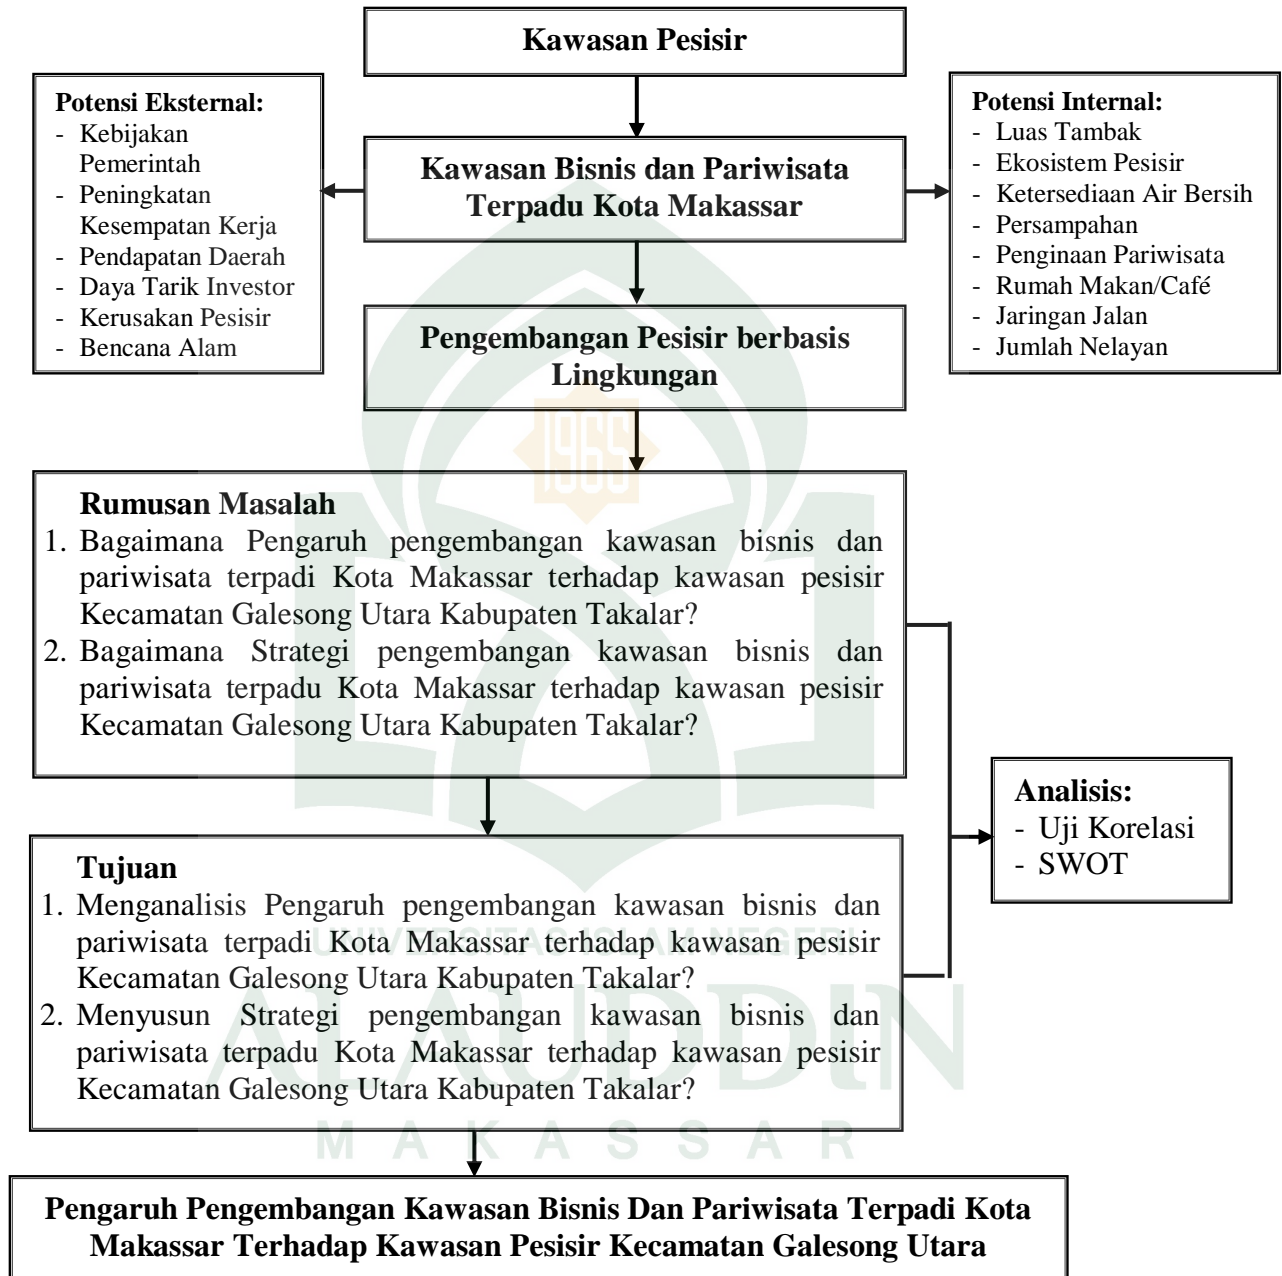 Kawasan Pesisir
Potensi Eksternal:
- Kebijakan
Pemerintah
- Peningkatan
Kesempatan Kerja
- Pendapatan Daerah
- Daya Tarik Investor
- Kerusakan Pesisir
- Bencana Alam
Kawasan Bisnis dan Pariwisata
Terpadu Kota Makassar
Potensi Internal:
- Luas Tambak
- Ekosistem Pesisir
- Ketersediaan Air Bersih
- Persampahan
- Penginaan Pariwisata
- Rumah Makan/Café
- Jaringan Jalan
- Jumlah Nelayan
Pengembangan Pesisir berbasis
Lingkungan
1965
Rumusan Masalah
1. Bagaimana Pengaruh pengembangan kawasan bisnis dan
pariwisata terpadi Kota Makassar terhadap kawasan pesisir
Kecamatan Galesong Utara Kabupaten Takalar?
2. Bagaimana Strategi pengembangan kawasan bisnis dan
pariwisata terpadu Kota Makassar terhadap kawasan pesisir
Kecamatan Galesong Utara Kabupaten Takalar?
Analisis:
- Uji Korelasi
- SWOT
Tujuan
1. Menganalisis Pengaruh pengembangan kawasan bisnis dan
pariwisata terpadi Kota Makassar terhadap kawasan pesisir
Kecamatan Galesong Utara Kabupaten Takalar?
2. Menyusun Strategi pengembangan kawasan bisnis dan
pariwisata terpadu Kota Makassar terhadap kawasan pesisir
Kecamatan Galesong Utara Kabupaten Takalar?
UNIVERSITAS ISLAM NEGERI
ALAUDDIN
MAKASSAR
Pengaruh Pengembangan Kawasan Bisnis Dan Pariwisata Terpadi Kota
Makassar Terhadap Kawasan Pesisir Kecamatan Galesong Utara